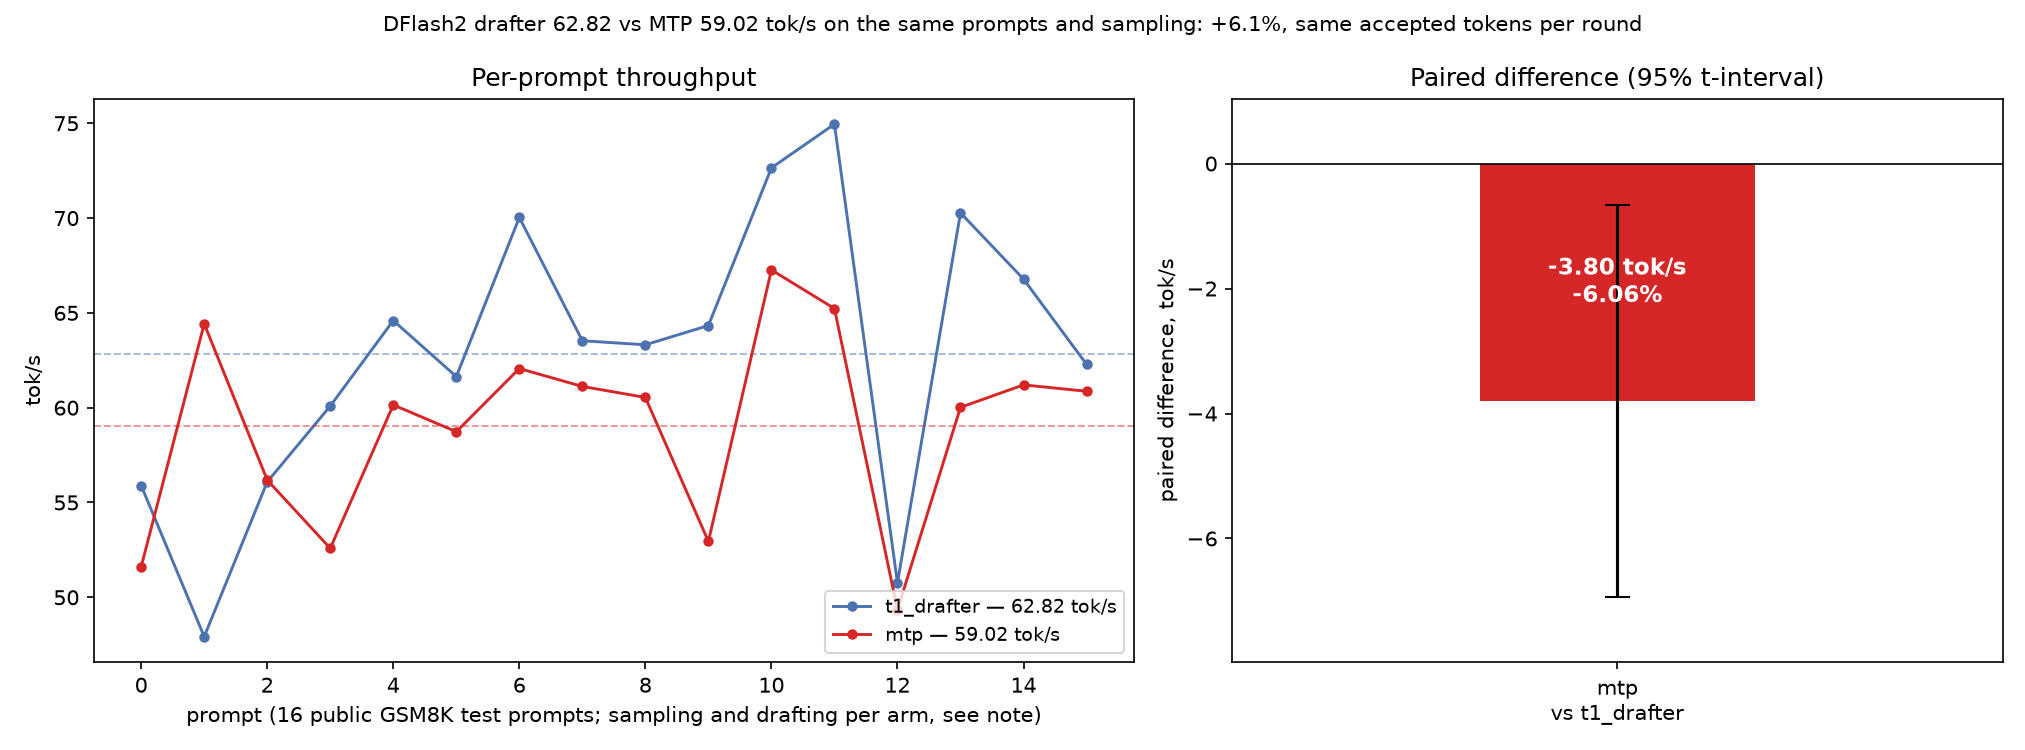 DFlash2 drafter 62.82 vs MTP 59.02 tok/s on the same prompts and sampling: +6.1%, same accepted tokens per round
Per-prompt throughput
75
70
65
60
55
50
tok/s
0 2 4 6 8 10 12 14
prompt (16 public GSM8K test prompts; sampling and drafting per arm, see note)
t1_drafter — 62.82 tok/s
mtp — 59.02 tok/s
Paired difference (95% t-interval)
0
−2
−4
−6
paired difference, tok/s
-3.80 tok/s
-6.06%
mtp
vs t1_drafter